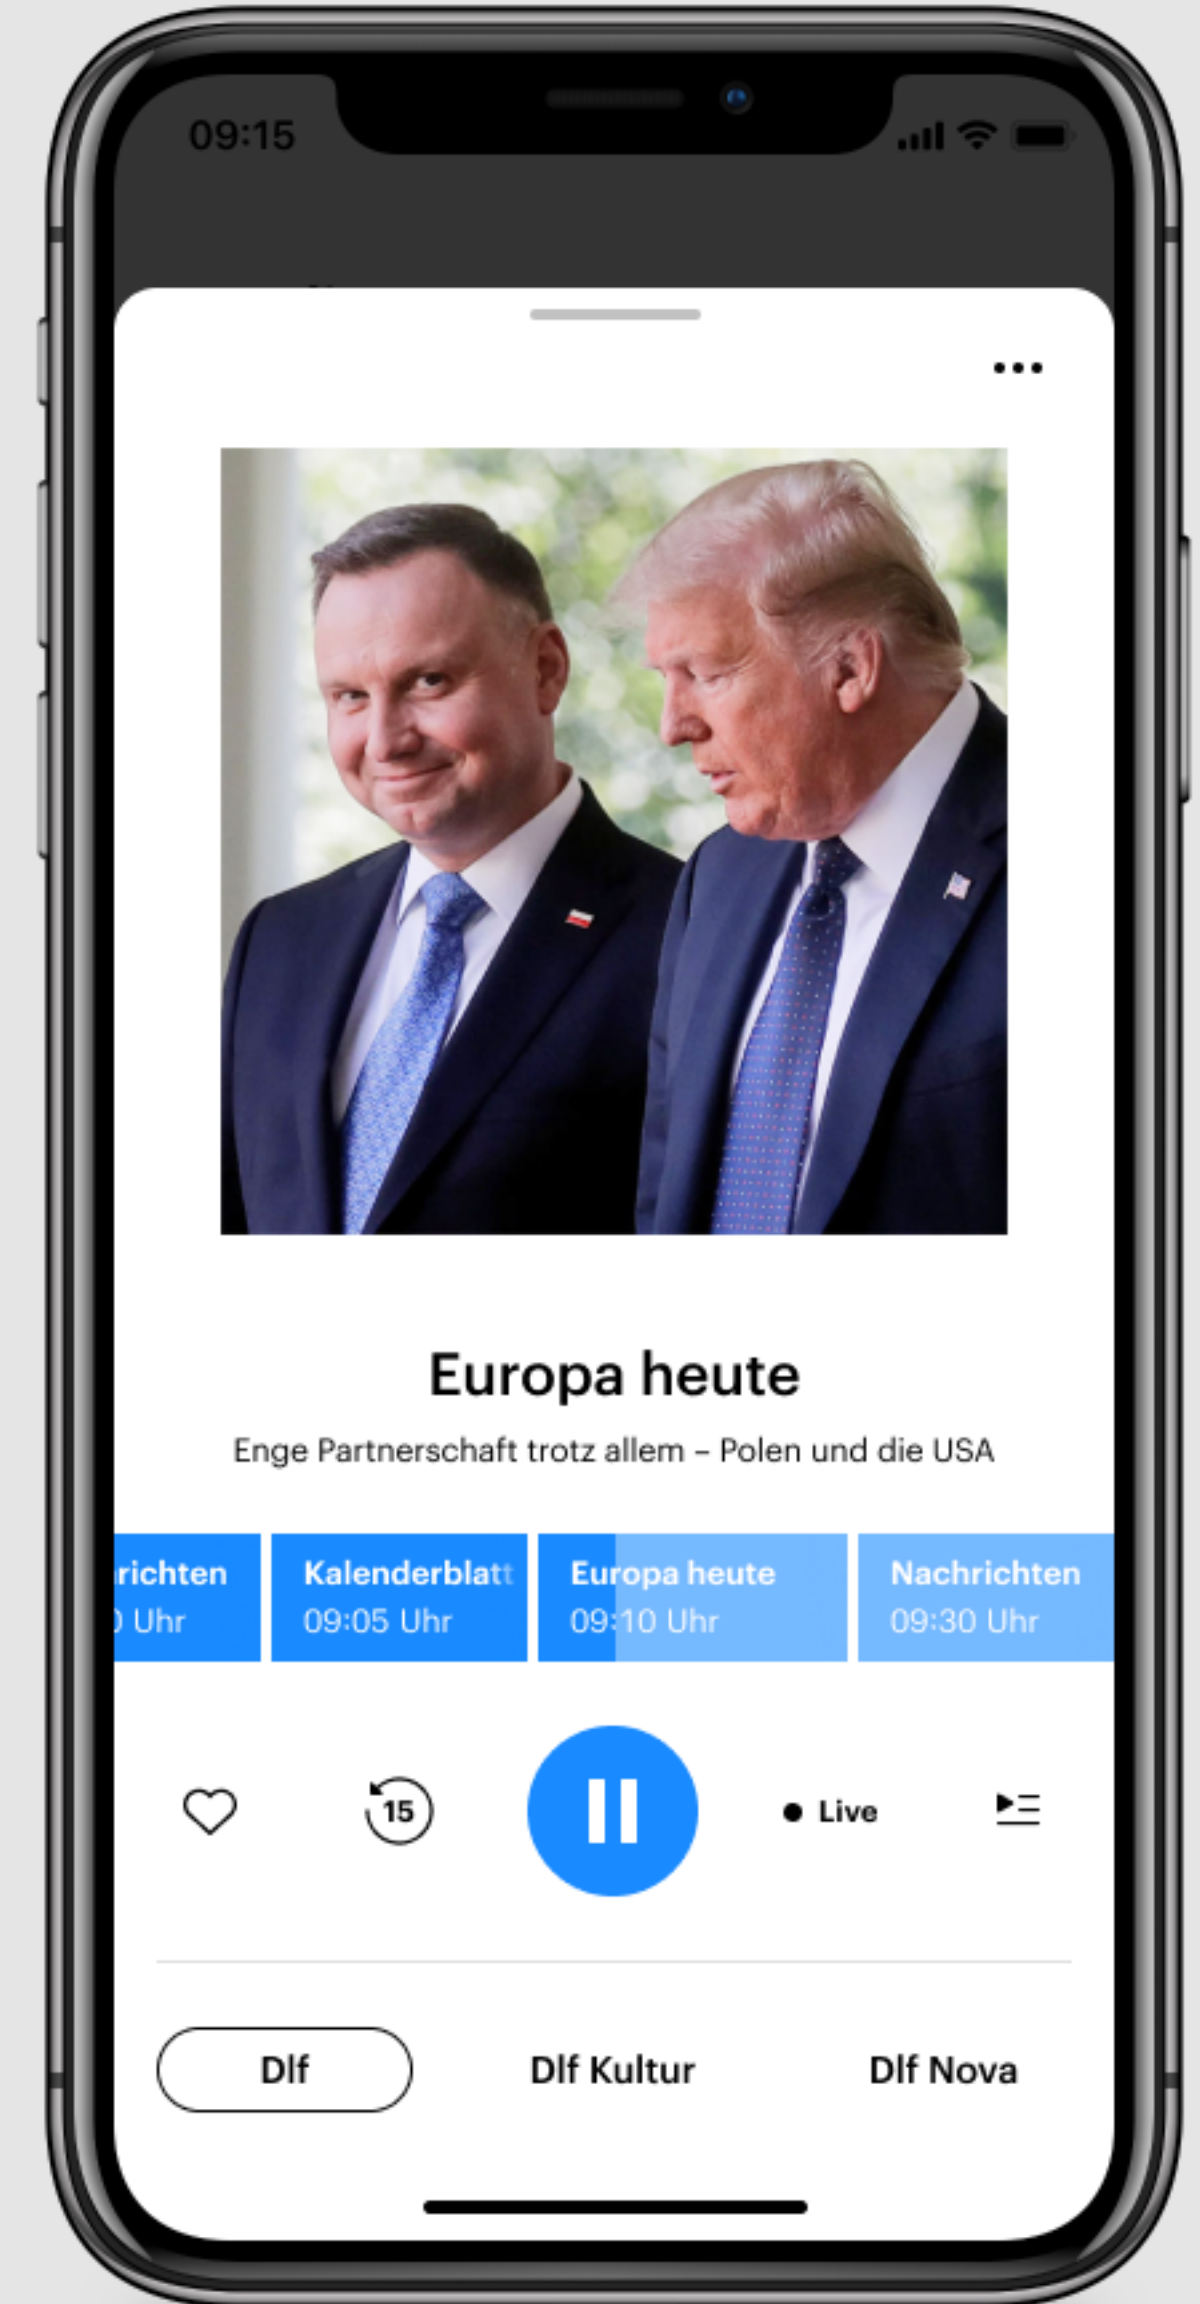 09:15
Europa heute
Enge Partnerschaft trotz allem – Polen und die USA
richten
Uhr
Kalenderblatt
09:05 Uhr
Europa heute
09:10 Uhr
Nachrichten
09:30 Uhr
15
Live
Dlf
Dlf Kultur
Dlf Nova